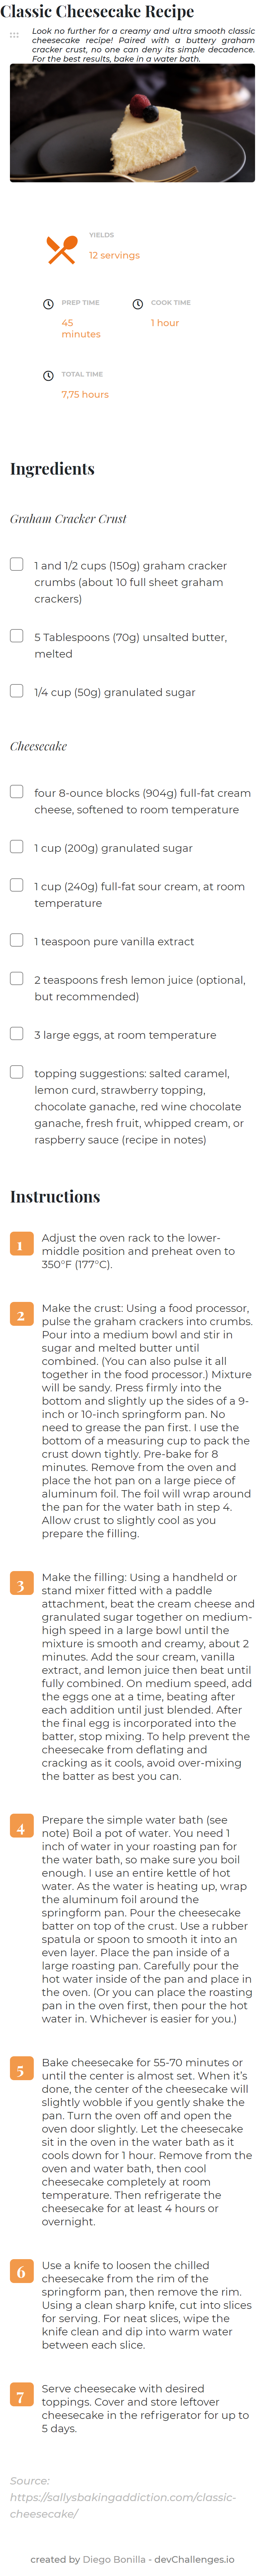 Classic Cheesecake Recipe
Look no further for a creamy and ultra smooth classic
cheesecake recipe! Paired with a buttery graham
cracker crust, no one can deny its simple decadence.
For the best results, bake in a water bath.
YIELDS
12 servings
PREP TIME
45
minutes
COOK TIME
1 hour
TOTAL TIME
7,75 hours
Ingredients
Graham Cracker Crust
1 and 1/2 cups (150g) graham cracker
crumbs (about 10 full sheet graham
crackers)
5 Tablespoons (70g) unsalted butter,
melted
1/4 cup (50g) granulated sugar
Cheesecake
four 8-ounce blocks (904g) full-fat cream
cheese, softened to room temperature
1 cup (200g) granulated sugar
1 cup (240g) full-fat sour cream, at room
temperature
1 teaspoon pure vanilla extract
2 teaspoons fresh lemon juice (optional,
but recommended)
3 large eggs, at room temperature
topping suggestions: salted caramel,
lemon curd, strawberry topping,
chocolate ganache, red wine chocolate
ganache, fresh fruit, whipped cream, or
raspberry sauce (recipe in notes)
Instructions
1
Adjust the oven rack to the lower-
middle position and preheat oven to
350°F (177°C).
2
Make the crust: Using a food processor,
pulse the graham crackers into crumbs.
Pour into a medium bowl and stir in
sugar and melted butter until
combined. (You can also pulse it all
together in the food processor.) Mixture
will be sandy. Press firmly into the
bottom and slightly up the sides of a 9-
inch or 10-inch springform pan. No
need to grease the pan first. I use the
bottom of a measuring cup to pack the
crust down tightly. Pre-bake for 8
minutes. Remove from the oven and
place the hot pan on a large piece of
aluminum foil. The foil will wrap around
the pan for the water bath in step 4.
Allow crust to slightly cool as you
prepare the filling.
3
Make the filling: Using a handheld or
stand mixer fitted with a paddle
attachment, beat the cream cheese and
granulated sugar together on medium-
high speed in a large bowl until the
mixture is smooth and creamy, about 2
minutes. Add the sour cream, vanilla
extract, and lemon juice then beat until
fully combined. On medium speed, add
the eggs one at a time, beating after
each addition until just blended. After
the final egg is incorporated into the
batter, stop mixing. To help prevent the
cheesecake from deflating and
cracking as it cools, avoid over-mixing
the batter as best you can.
4
Prepare the simple water bath (see
note) Boil a pot of water. You need 1
inch of water in your roasting pan for
the water bath, so make sure you boil
enough. I use an entire kettle of hot
water. As the water is heating up, wrap
the aluminum foil around the
springform pan. Pour the cheesecake
batter on top of the crust. Use a rubber
spatula or spoon to smooth it into an
even layer. Place the pan inside of a
large roasting pan. Carefully pour the
hot water inside of the pan and place in
the oven. (Or you can place the roasting
pan in the oven first, then pour the hot
water in. Whichever is easier for you.)
5
Bake cheesecake for 55-70 minutes or
until the center is almost set. When it's
done, the center of the cheesecake will
slightly wobble if you gently shake the
pan. Turn the oven off and open the
oven door slightly. Let the cheesecake
sit in the oven in the water bath as it
cools down for 1 hour. Remove from the
oven and water bath, then cool
cheesecake completely at room
temperature. Then refrigerate the
cheesecake for at least 4 hours or
overnight.
6
Use a knife to loosen the chilled
cheesecake from the rim of the
springform pan, then remove the rim.
Using a clean sharp knife, cut into slices
for serving. For neat slices, wipe the
knife clean and dip into warm water
between each slice.
7
Serve cheesecake with desired
toppings. Cover and store leftover
cheesecake in the refrigerator for up to
5 days.
Source:
https://sallysbakingaddiction.com/classic-
cheesecake/
created by Diego Bonilla - devChallenges.io